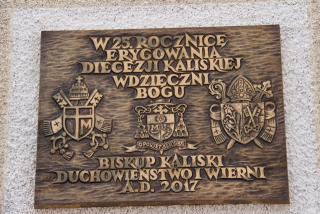 W 25. ROCZNICĘ
ERYGOWANIA
DIECEZJI KALISKIEJ
WDZIĘCZNI
BOGU
BISKUP KALISKI
DUCHOWIEŃSTWO I WIERNI
A.D. 2017